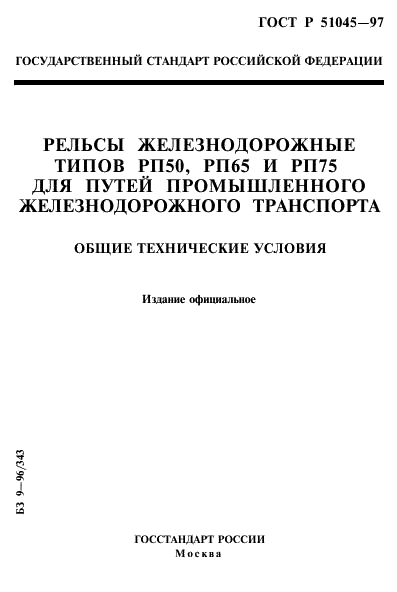 ГОСТ Р 51045—97
ГОСУДАРСТВЕННЫЙ СТАНДАРТ РОССИЙСКОЙ ФЕДЕРАЦИИ
РЕЛЬСЫ ЖЕЛЕЗНОДОРОЖНЫЕ
ТИПОВ РП50, РП65 И РП75
ДЛЯ ПУТЕЙ ПРОМЫШЛЕННОГО
ЖЕЛЕЗНОДОРОЖНОГО ТРАНСПОРТА
ОБЩИЕ ТЕХНИЧЕСКИЕ УСЛОВИЯ
Издание официальное
БЗ 9—96/343
ГОССТАНДАРТ РОССИИ
Москва